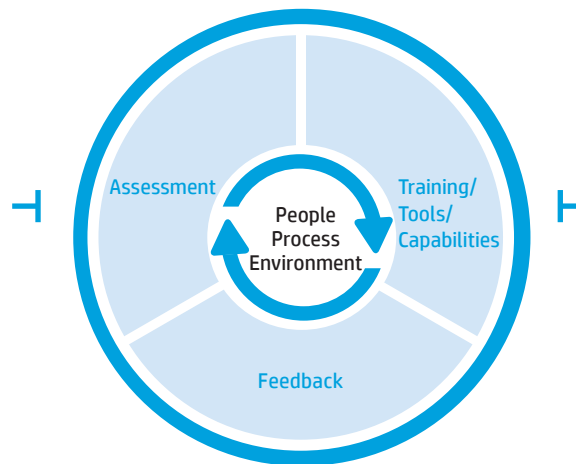 Assessment
Training/
Tools/
Capabilities
People
Process
Environment
Feedback